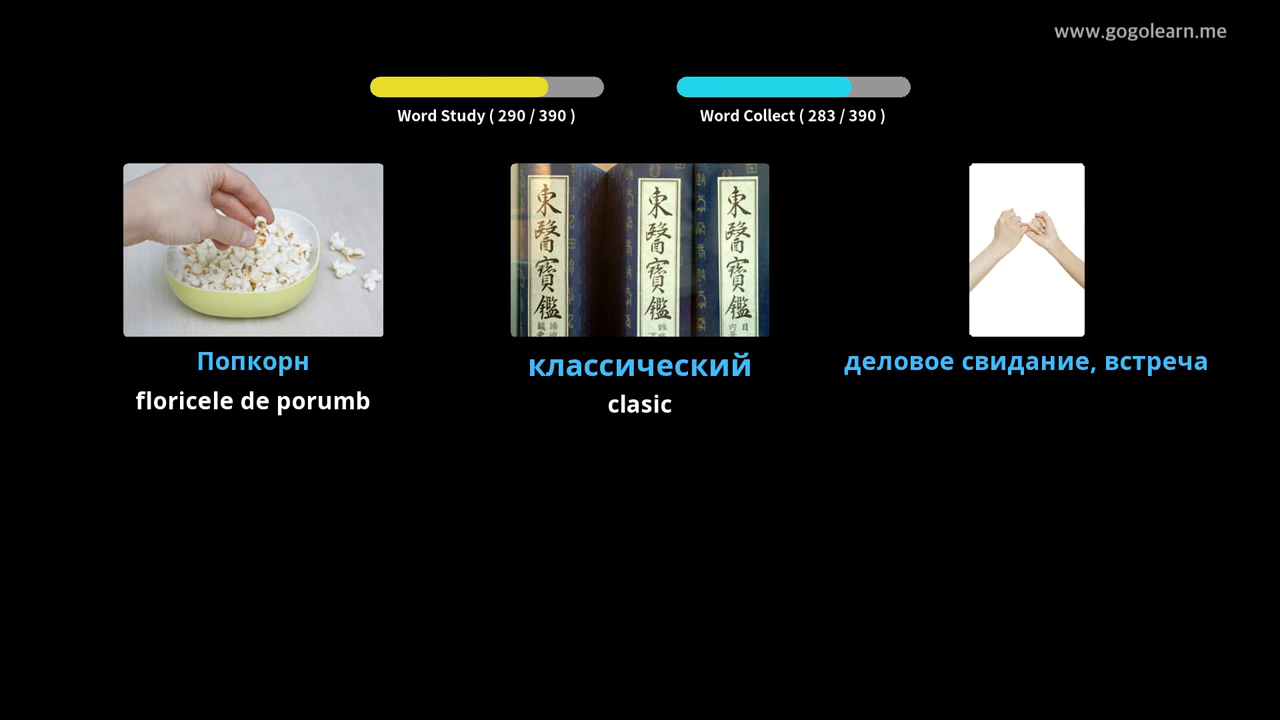 www.gogolearn.me
Word Study ( 290 / 390 )
Word Collect ( 283 / 390 )
東醫寶鑑
東醫寶鑑
東醫寶鑑
Попкорн
классический
деловое свидание, встреча
floricele de porumb
clasic